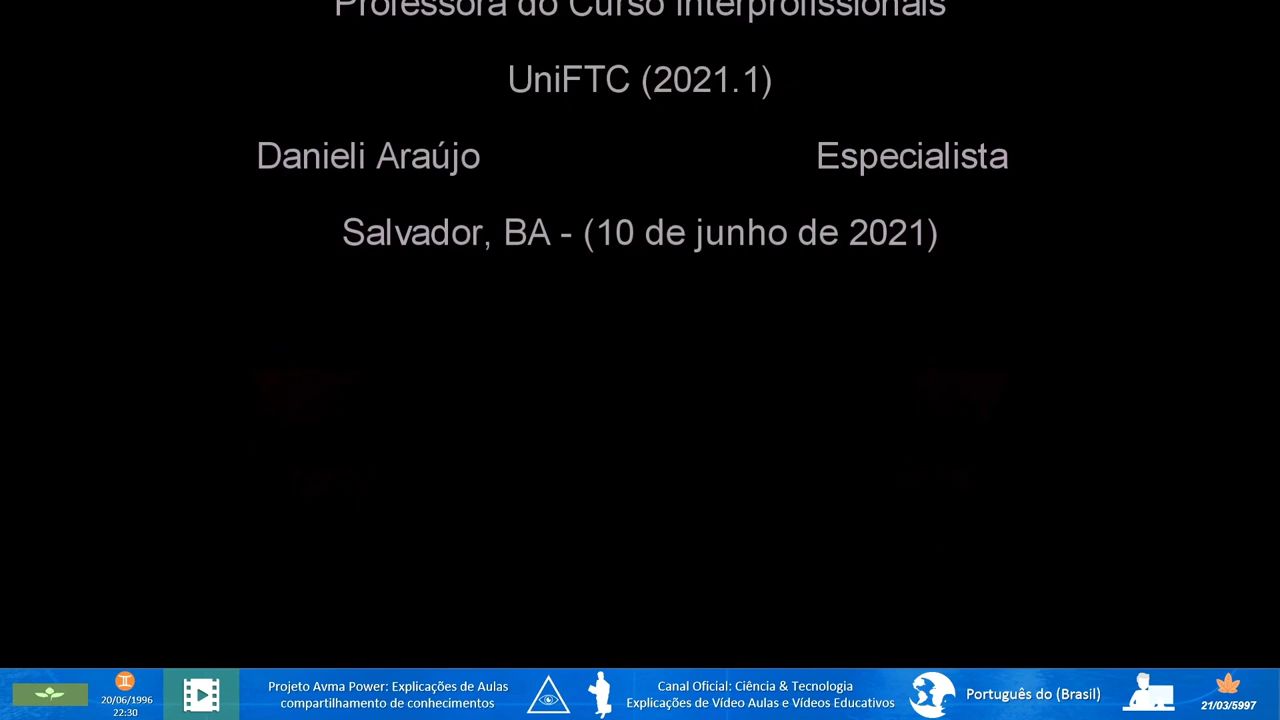 Professora do Curso Interprofissionais
UniFTC (2021.1)
Danieli Araújo Especialista
Salvador, BA - (10 de junho de 2021)
20/06/1996
22:30
Projeto Avma Power: Explicações de Aulas
compartilhamento de conhecimentos
Canal Oficial: Ciência & Tecnologia
Explicações de Vídeo Aulas e Vídeos Educativos
Português do (Brasil)
21/03/5997